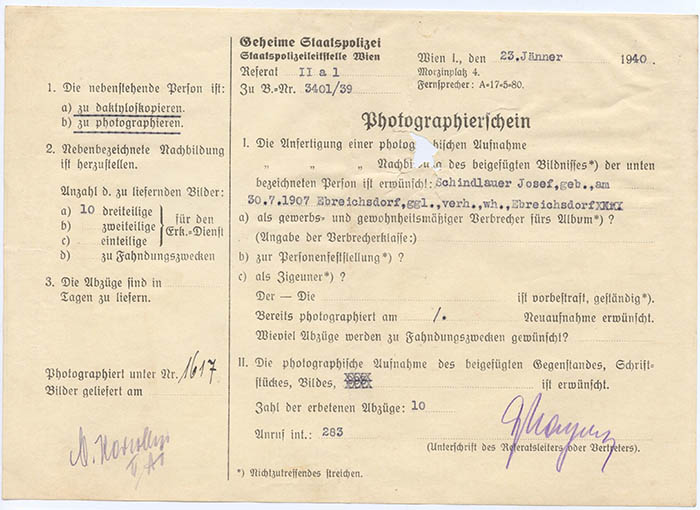 Geheime Staatspolizei
Staatspolizeileitstelle Wien
Referat II a 1
Zu B.-Nr. 3401/39
Wien I., den 23.Jänner 1940.
Morzinplatz 4.
Fernsprecher: A-17-5-80.
1. Die nebenstehende Person ist:
a) zu daktyloskopieren.
b) zu photographieren.
2. Nebenbezeichnete Nachbildung
ist herzustellen.
Anzahl d. zu liefernden Bilder:
a) 10 dreiteilige
b) zweiteilige
c) einteilige
für den
Erk.-Dienst
d) zu Fahndungszwecken
3. Die Abzüge sind in
Tagen zu liefern.
Photographiert unter Nr. 1617
Bilder geliefert am
Photographierschein
I. Die Anfertigung einer photographischen Aufnahme
„ „ „ Nachbildung des beigefügten Bildnisses*) der unten
bezeichneten Person ist erwünscht: Schindlauer Josef,geb.,am
30.7.1907 Ebreichsdorf,ggl.,verh.,wh.,Ebreichsdorf
a) als gewerbs- und gewohnheitsmäßiger Verbrecher fürs Album*) ?
(Angabe der Verbrecherklasse:)
b) zur Personenfeststellung*) ?
c) als Zigeuner*) ?
Der — Die ist vorbestraft, geständig*).
Bereits photographiert am /. Neuaufnahme erwünscht.
Wieviel Abzüge werden zu Fahndungszwecken gewünscht?
II. Die photographische Aufnahme des beigefügten Gegenstandes, Schrift-
stückes, Bildes, ist erwünscht.
Zahl der erbetenen Abzüge: 10
Anruf int.: 283
(Unterschrift des Referatsleiters oder Vertreters).
*) Nichtzutreffendes streichen.